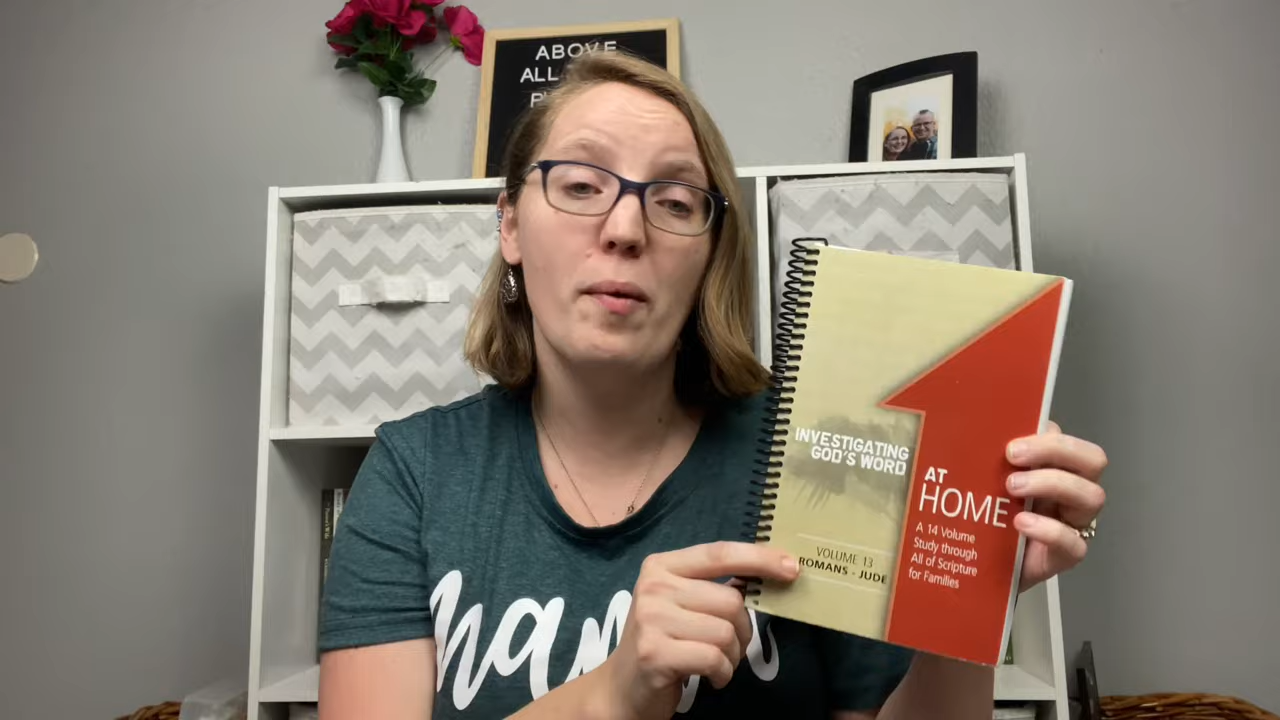 ABOVE
ALL
INVESTIGATING
GOD'S WORD
AT
HOME
A 14 Volume
Study through
All of Scripture
for Families
VOLUME 13
ROMANS - JUDE